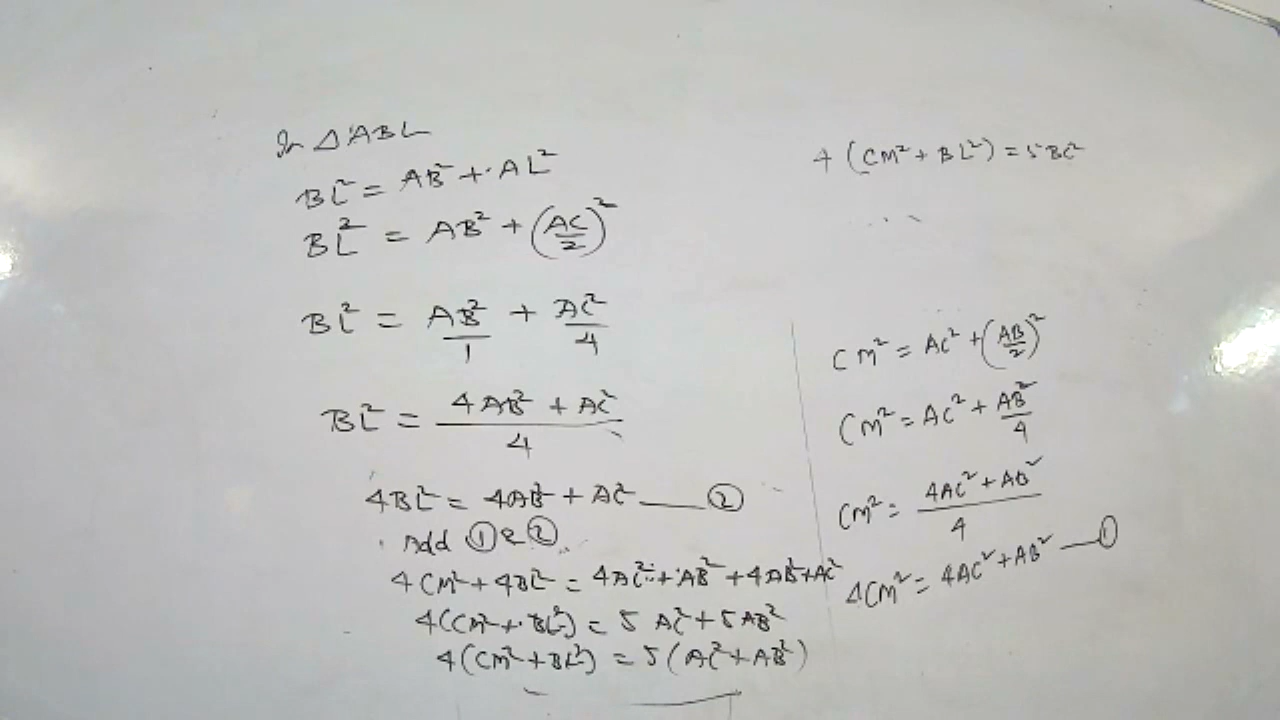 In △ABL
BL² = AB² + AL²
BL² = AB² + (AC/2)²
BL² = AB²/1 + AC²/4
BL² = (4AB² + AC²)/4
4BL² = 4AB² + AC² —— ②
Add ① & ②
4CM² + 4BL² = 4AC² + AB² + 4AB² + AC²
4(CM² + BL²) = 5AC² + 5AB²
4(CM² + BL²) = 5(AC² + AB²)
4(CM² + BL²) = 5BC²
CM² = AC² + (AB/2)²
CM² = AC² + AB²/4
CM² = (4AC² + AB²)/4
4CM² = 4AC² + AB² —— ①